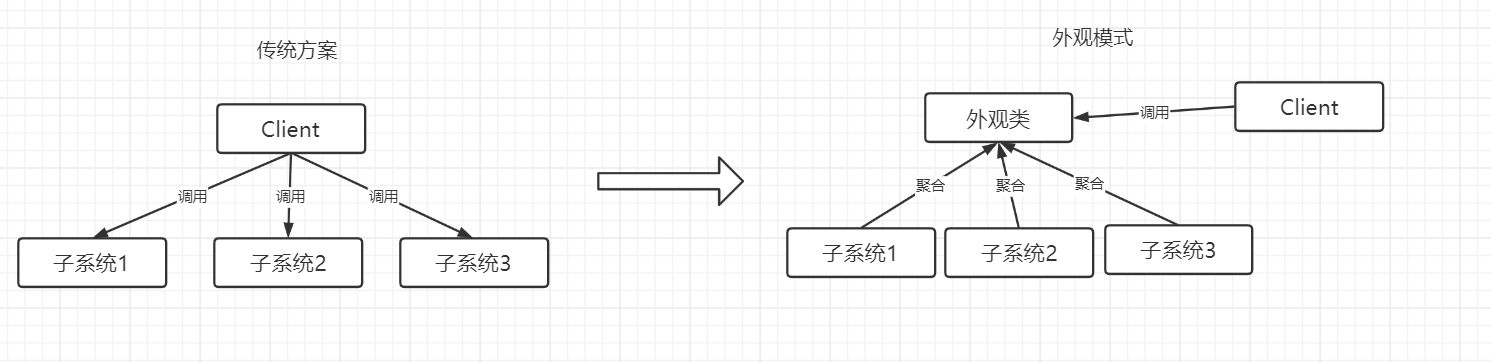 传统方案
Client
调用
调用
调用
子系统1
子系统2
子系统3
外观模式
外观类
调用
Client
聚合
聚合
聚合
子系统1
子系统2
子系统3